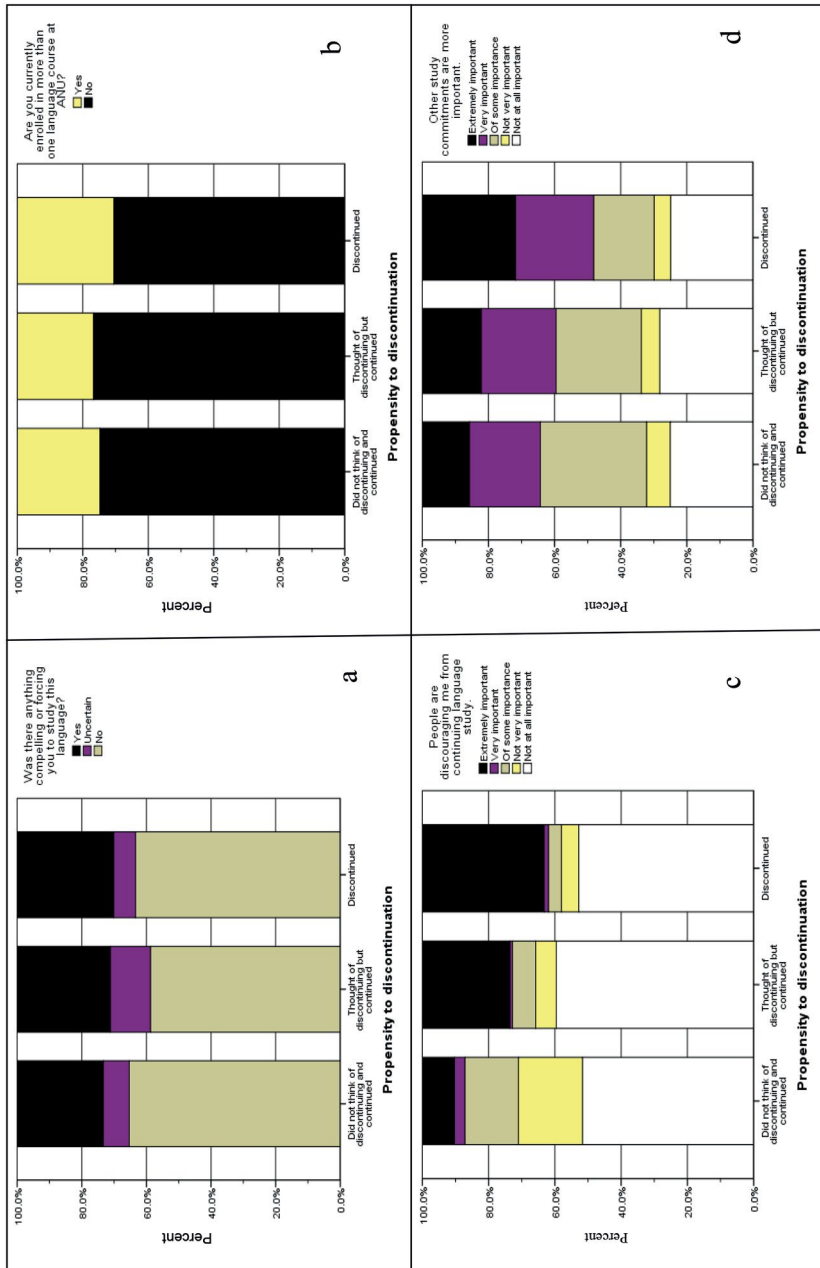 Was there anything
compelling or forcing
you to study this
language?
Yes
Uncertain
No
a
100.0%
80.0%
60.0%
40.0%
20.0%
0.0%
Percent
Did not think of
discontinuing and
continued
Thought of
discontinuing but
continued
Discontinued
Propensity to discontinuation
Are you currently
enrolled in more than
one language course at
ANU?
Yes
No
b
100.0%
80.0%
60.0%
40.0%
20.0%
0.0%
Percent
Did not think of
discontinuing and
continued
Thought of
discontinuing but
continued
Discontinued
Propensity to discontinuation
People are
discouraging me from
continuing language
study.
Extremely important
Very important
Of some importance
Not very important
Not at all important
c
100.0%
80.0%
60.0%
40.0%
20.0%
0.0%
Percent
Did not think of
discontinuing and
continued
Thought of
discontinuing but
continued
Discontinued
Propensity to discontinuation
Other study
commitments are more
important.
Extremely important
Very important
Of some importance
Not very important
Not at all important
d
100.0%
80.0%
60.0%
40.0%
20.0%
0.0%
Percent
Did not think of
discontinuing and
continued
Thought of
discontinuing but
continued
Discontinued
Propensity to discontinuation